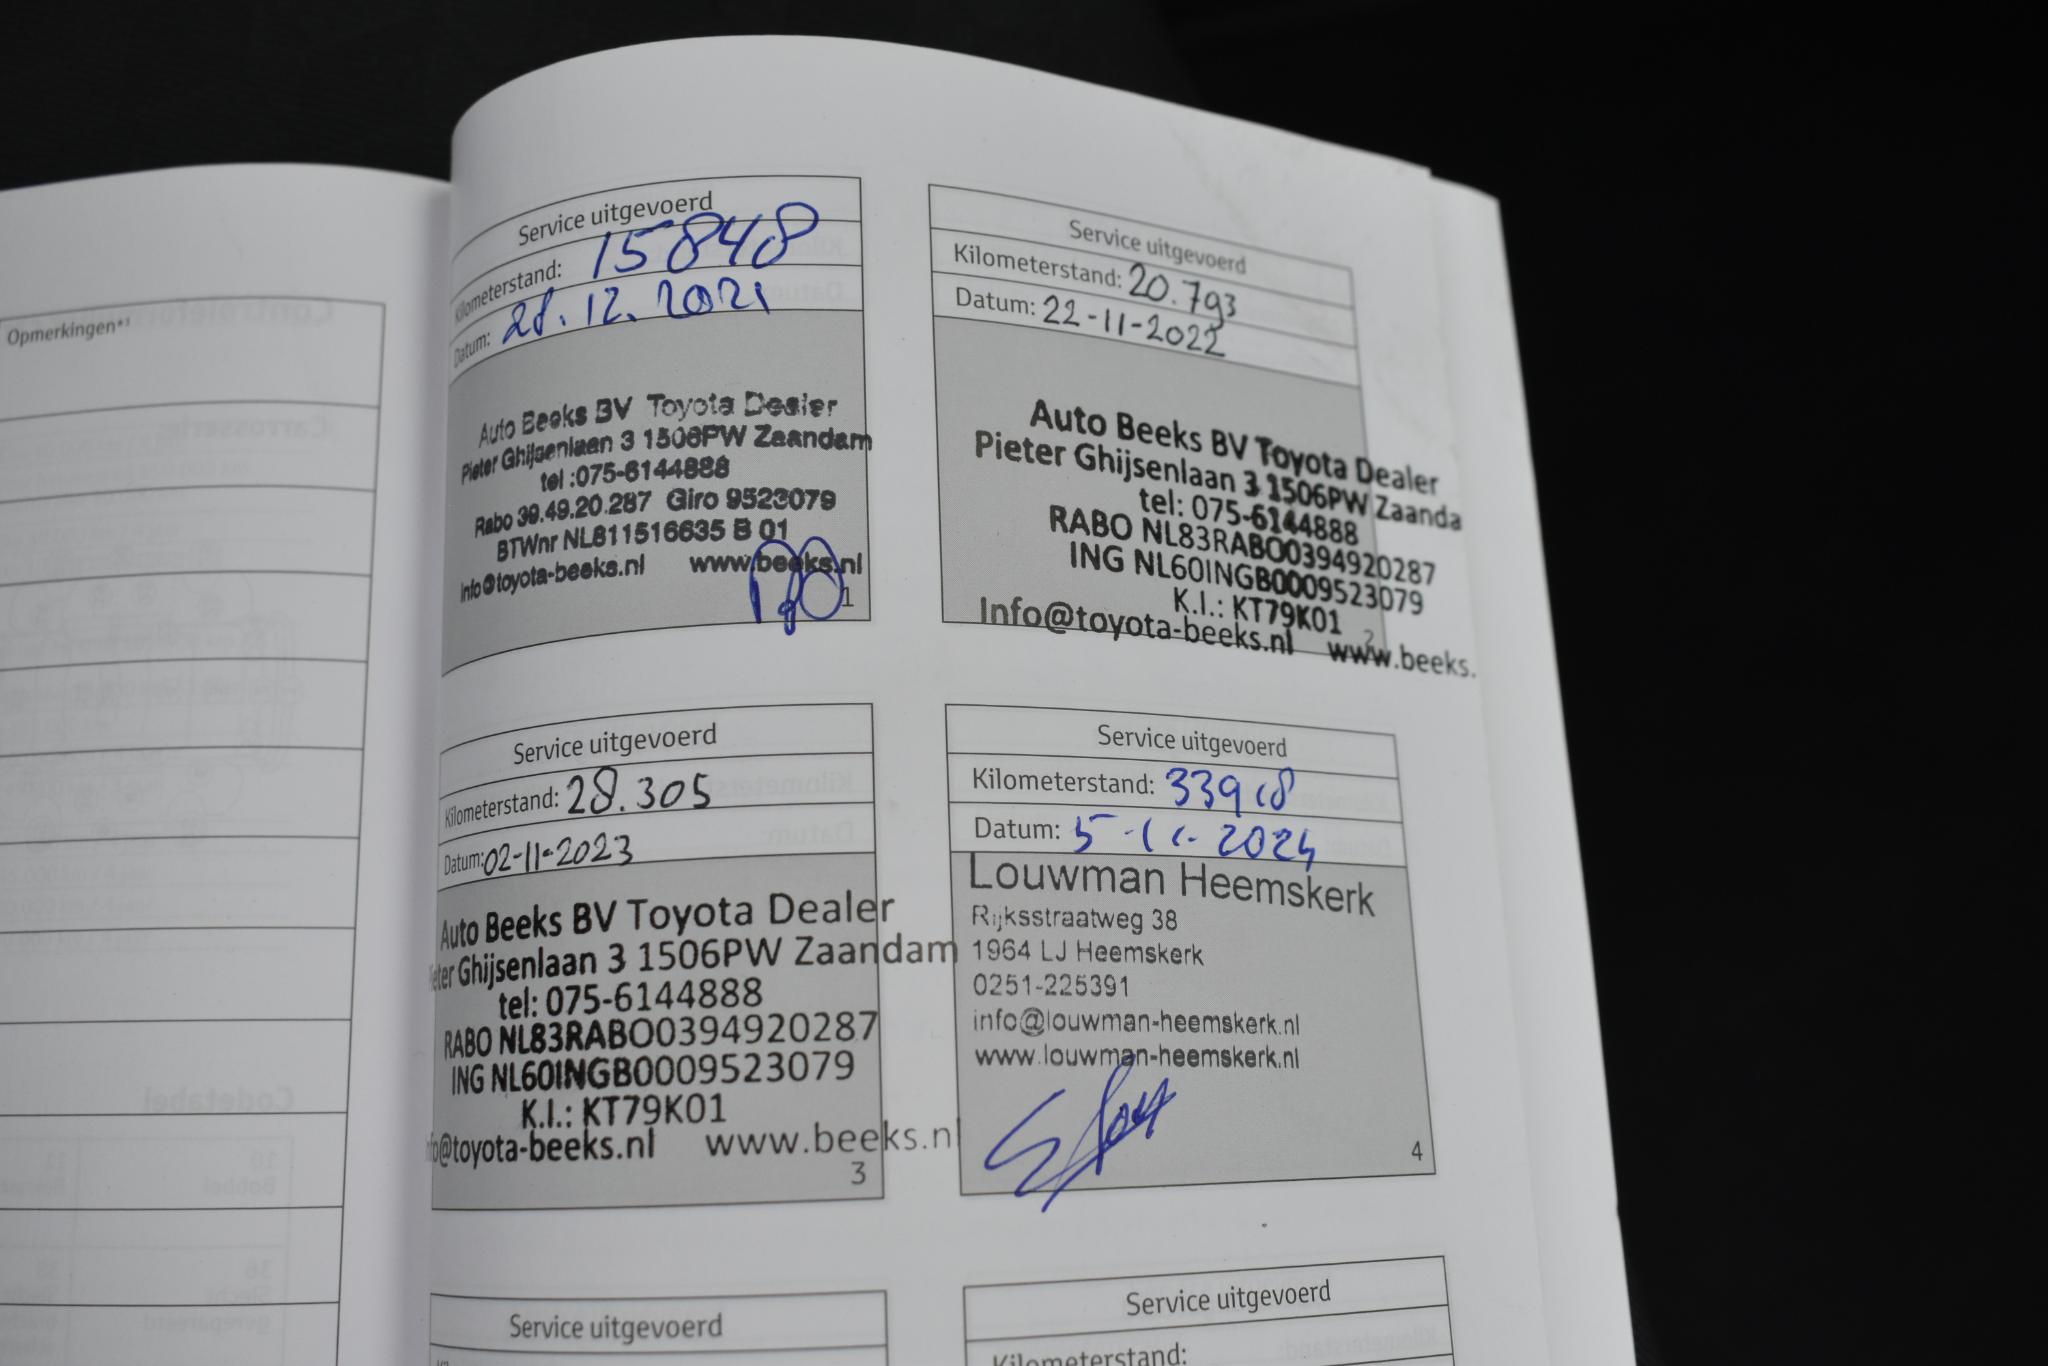 Opmerkingen*¹
Service uitgevoerd
Kilometerstand: 15848
Datum: 28.12.2021
Auto Beeks BV Toyota Dealer
Pieter Ghijsenlaan 3 1506PW Zaandam
tel :075-6144888
Rabo 39.49.20.287 Giro 9523079
BTWnr NL811516635 B 01
info@toyota-beeks.nl www.beeks.nl
1
Service uitgevoerd
Kilometerstand: 20.793
Datum: 22-11-2022
Auto Beeks BV Toyota Dealer
Pieter Ghijsenlaan 3 1506PW Zaanda
tel: 075-6144888
RABO NL83RABO0394920287
ING NL60INGB0009523079
K.I.: KT79K01
Info@toyota-beeks.nl www.beeks.
2
Service uitgevoerd
Kilometerstand: 28.305
Datum: 02-11-2023
Auto Beeks BV Toyota Dealer
Pieter Ghijsenlaan 3 1506PW Zaandam
tel: 075-6144888
RABO NL83RABO0394920287
ING NL60INGB0009523079
K.I.: KT79K01
info@toyota-beeks.nl www.beeks.nl
3
Service uitgevoerd
Kilometerstand: 33918
Datum: 5-11-2024
Louwman Heemskerk
Rijksstraatweg 38
1964 LJ Heemskerk
0251-225391
info@louwman-heemskerk.nl
www.louwman-heemskerk.nl
4
Service uitgevoerd
Service uitgevoerd
Kilometerstand: